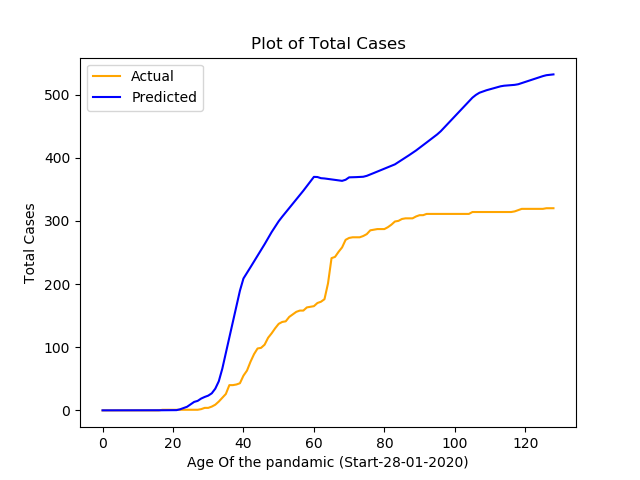 Plot of Total Cases
Actual
Predicted
Total Cases
500
400
300
200
100
0
0 20 40 60 80 100 120
Age Of the pandamic (Start-28-01-2020)